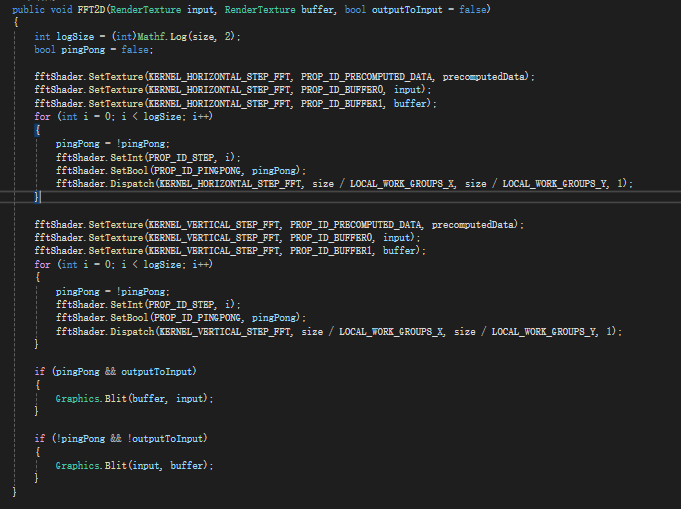 public void FFT2D(RenderTexture input, RenderTexture buffer, bool outputToInput = false)
{
int logSize = (int)Mathf.Log(size, 2);
bool pingPong = false;
fftShader.SetTexture(KERNEL_HORIZONTAL_STEP_FFT, PROP_ID_PRECOMPUTED_DATA, precomputedData);
fftShader.SetTexture(KERNEL_HORIZONTAL_STEP_FFT, PROP_ID_BUFFER0, input);
fftShader.SetTexture(KERNEL_HORIZONTAL_STEP_FFT, PROP_ID_BUFFER1, buffer);
for (int i = 0; i < logSize; i++)
{
pingPong = !pingPong;
fftShader.SetInt(PROP_ID_STEP, i);
fftShader.SetBool(PROP_ID_PINGPONG, pingPong);
fftShader.Dispatch(KERNEL_HORIZONTAL_STEP_FFT, size / LOCAL_WORK_GROUPS_X, size / LOCAL_WORK_GROUPS_Y, 1);
}
fftShader.SetTexture(KERNEL_VERTICAL_STEP_FFT, PROP_ID_PRECOMPUTED_DATA, precomputedData);
fftShader.SetTexture(KERNEL_VERTICAL_STEP_FFT, PROP_ID_BUFFER0, input);
fftShader.SetTexture(KERNEL_VERTICAL_STEP_FFT, PROP_ID_BUFFER1, buffer);
for (int i = 0; i < logSize; i++)
{
pingPong = !pingPong;
fftShader.SetInt(PROP_ID_STEP, i);
fftShader.SetBool(PROP_ID_PINGPONG, pingPong);
fftShader.Dispatch(KERNEL_VERTICAL_STEP_FFT, size / LOCAL_WORK_GROUPS_X, size / LOCAL_WORK_GROUPS_Y, 1);
}
if (pingPong && outputToInput)
{
Graphics.Blit(buffer, input);
}
if (!pingPong && !outputToInput)
{
Graphics.Blit(input, buffer);
}
}